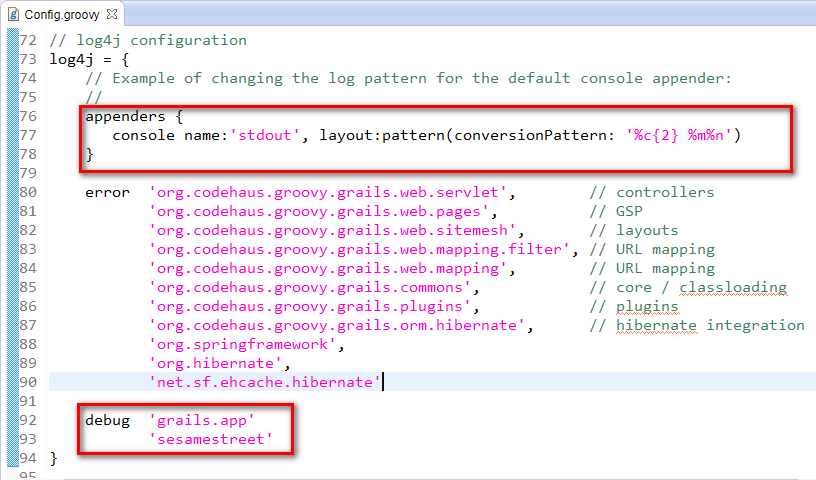 Config.groovy
72 // log4j configuration
73 log4j = {
74     // Example of changing the log pattern for the default console appender:
75     //
76     appenders {
77        console name:'stdout', layout:pattern(conversionPattern: '%c{2} %m%n')
78     }
79
80     error  'org.codehaus.groovy.grails.web.servlet',        // controllers
81            'org.codehaus.groovy.grails.web.pages',          // GSP
82            'org.codehaus.groovy.grails.web.sitemesh',       // layouts
83            'org.codehaus.groovy.grails.web.mapping.filter', // URL mapping
84            'org.codehaus.groovy.grails.web.mapping',        // URL mapping
85            'org.codehaus.groovy.grails.commons',            // core / classloading
86            'org.codehaus.groovy.grails.plugins',            // plugins
87            'org.codehaus.groovy.grails.orm.hibernate',      // hibernate integration
88            'org.springframework',
89            'org.hibernate',
90            'net.sf.ehcache.hibernate'
91
92     debug  'grails.app'
93            'sesamestreet'
94 }
95